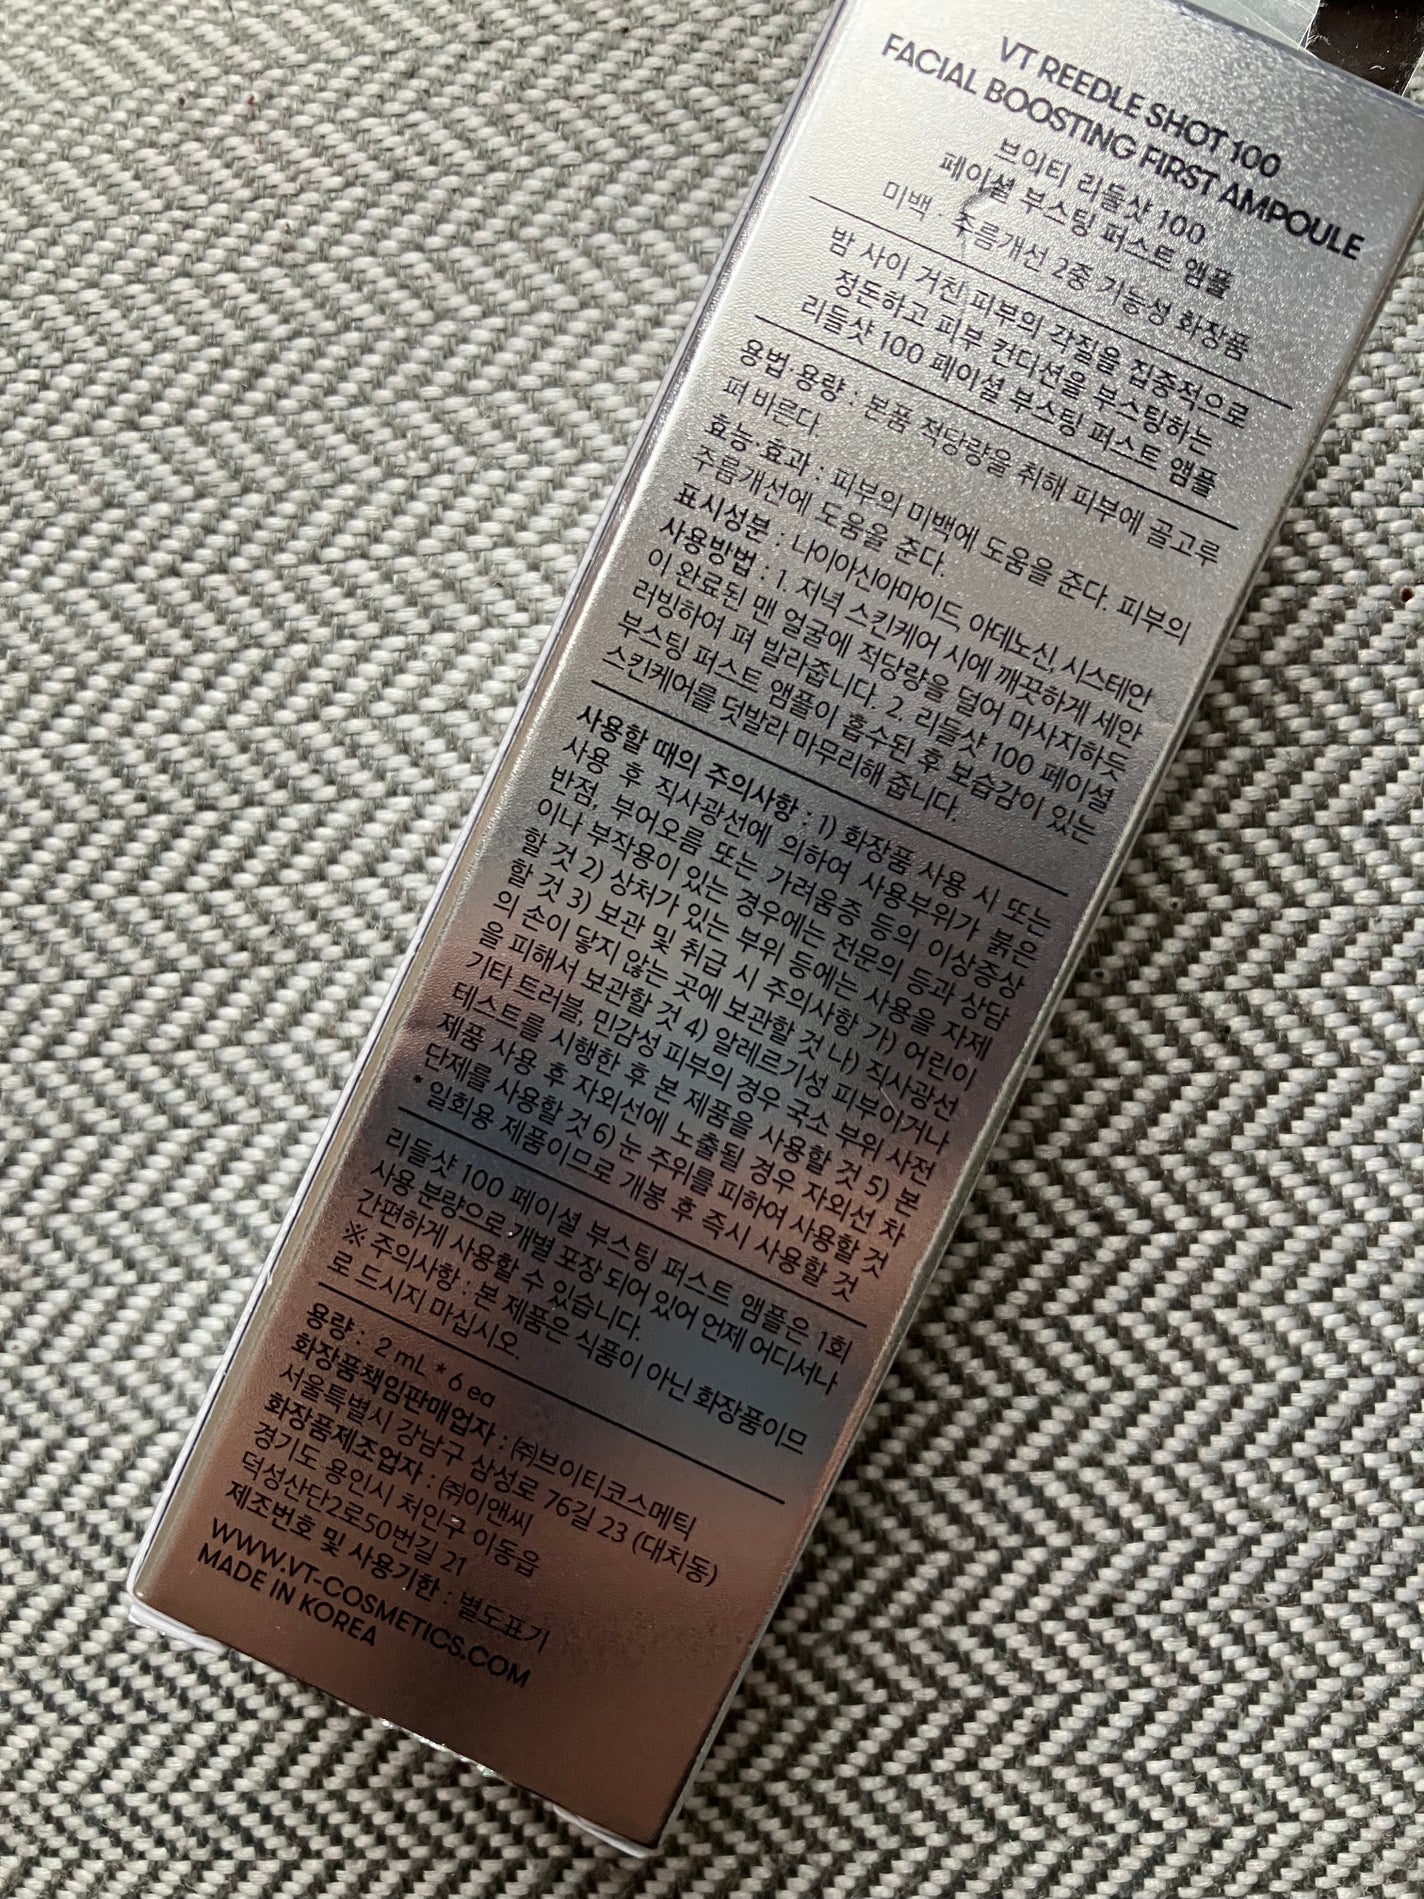 VT REEDLE SHOT 100
FACIAL BOOSTING FIRST AMPOULE
브이티 리들샷 100
페이셜 부스팅 퍼스트 앰플
미백 · 주름개선 2종 기능성 화장품
밤 사이 거친 피부의 각질을 집중적으로
정돈하고 피부 컨디션을 부스팅하는
리들샷 100 페이셜 부스팅 퍼스트 앰플
용법·용량 : 본품 적당량을 취해 피부에 골고루
펴 바른다.
효능·효과 : 피부의 미백에 도움을 준다. 피부의
주름개선에 도움을 준다.
표시성분 : 나이아신아마이드, 아데노신, 시스테인
사용방법 : 1. 저녁 스킨케어 시에 깨끗하게 세안
이 완료된 맨 얼굴에 적당량을 덜어 마사지하듯
러빙하여 펴 발라줍니다. 2. 리들샷 100 페이셜
부스팅 퍼스트 앰플이 흡수된 후 보습감이 있는
스킨케어를 덧발라 마무리해 줍니다.
사용할 때의 주의사항 : 1) 화장품 사용 시 또는
사용 후 직사광선에 의하여 사용부위가 붉은
반점, 부어오름 또는 가려움증 등의 이상증상
이나 부작용이 있는 경우에는 전문의 등과 상담
할 것 2) 상처가 있는 부위 등에는 사용을 자제
할 것 3) 보관 및 취급 시 주의사항 가) 어린이
의 손이 닿지 않는 곳에 보관할 것 나) 직사광선
을 피해서 보관할 것 4) 알레르기성 피부이거나
기타 트러블, 민감성 피부의 경우 국소 부위 사전
테스트를 시행한 후 본 제품을 사용할 것 5) 본
제품 사용 후 자외선에 노출될 경우 자외선 차
단제를 사용할 것 6) 눈 주위를 피하여 사용할 것
* 일회용 제품이므로 개봉 후 즉시 사용할 것
리들샷 100 페이셜 부스팅 퍼스트 앰플은 1회
사용 분량으로 개별 포장 되어 있어 언제 어디서나
간편하게 사용할 수 있습니다.
※ 주의사항 : 본 제품은 식품이 아닌 화장품이므
로 드시지 마십시오.
용량 : 2 mL * 6 ea
화장품책임판매업자 : ㈜브이티코스메틱
서울특별시 강남구 삼성로 76길 23 (대치동)
화장품제조업자 : ㈜이앤씨
경기도 용인시 처인구 이동읍
덕성산단2로50번길 21
제조번호 및 사용기한 : 별도표기
WWW.VT-COSMETICS.COM
MADE IN KOREA